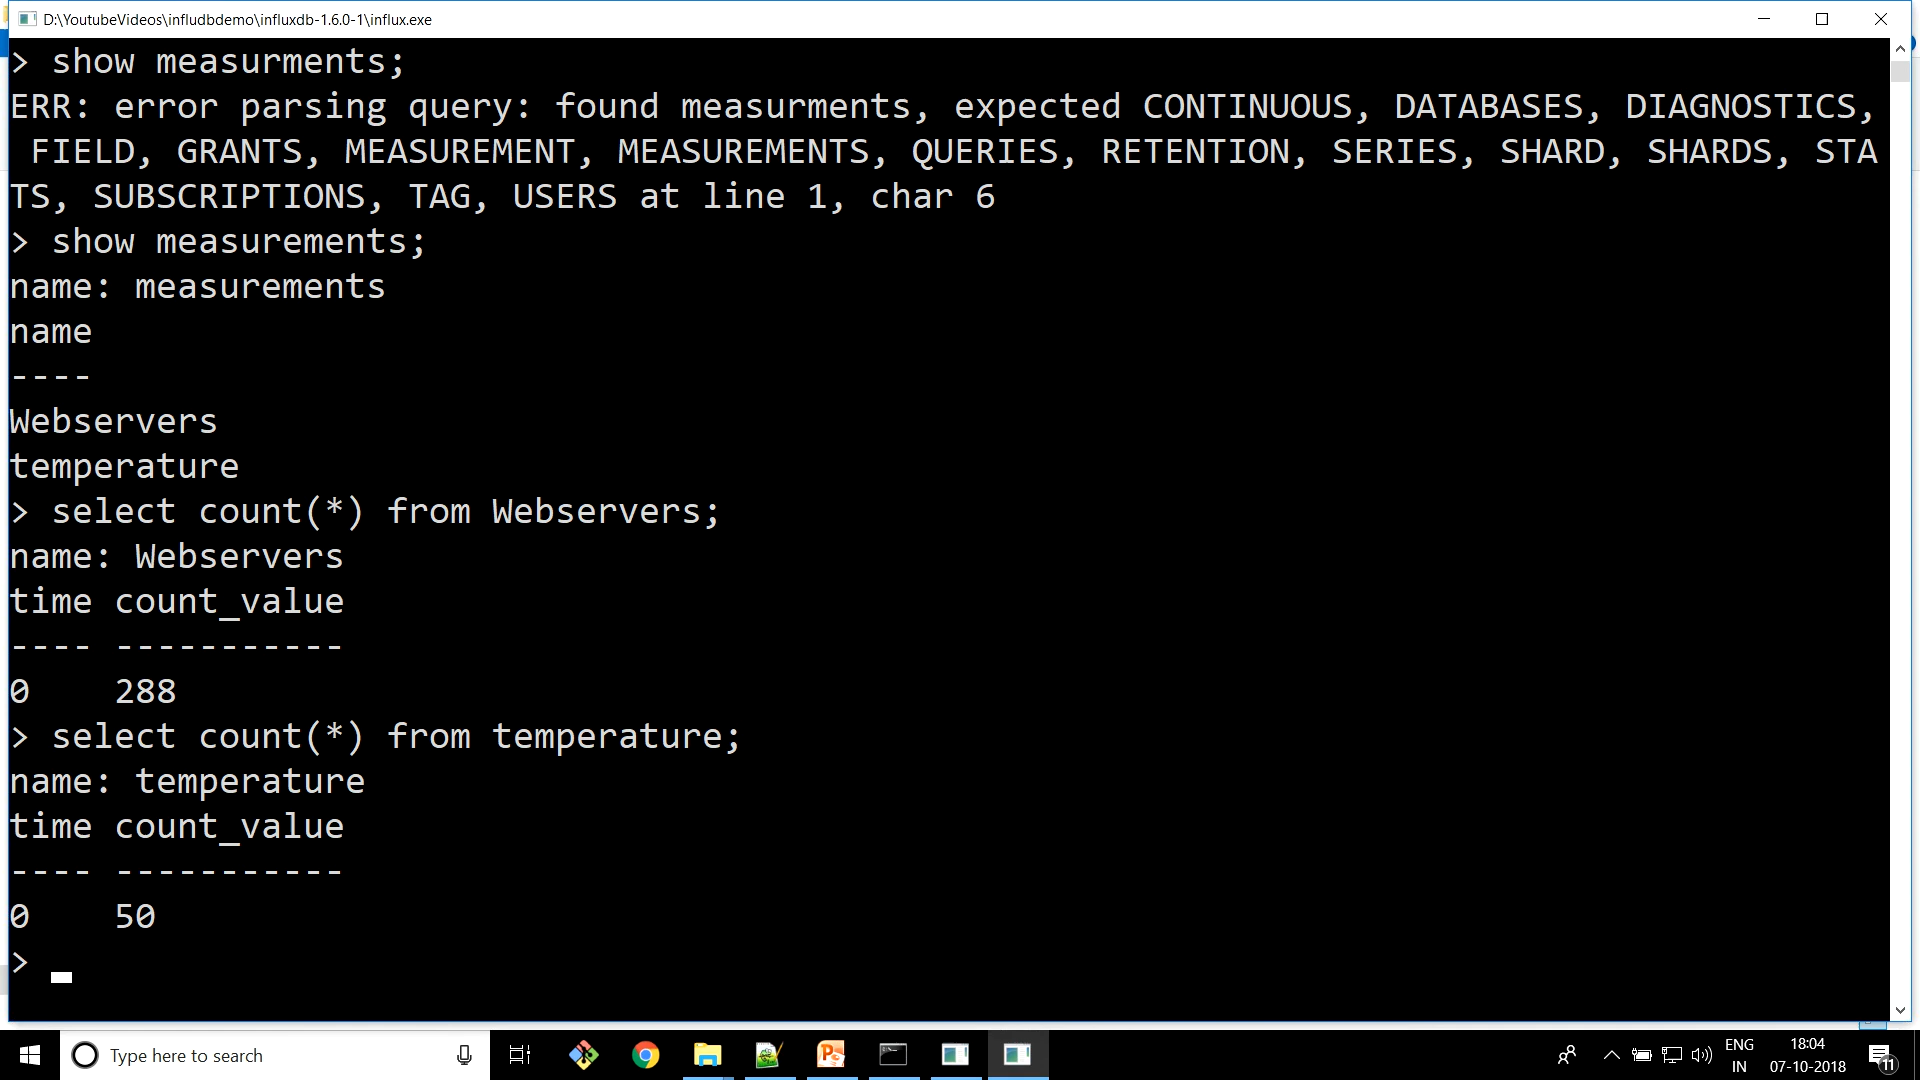 D:\YoutubeVideos\infludbdemo\influxdb-1.6.0-1\influx.exe
> show measurments;
ERR: error parsing query: found measurments, expected CONTINUOUS, DATABASES, DIAGNOSTICS,
 FIELD, GRANTS, MEASUREMENT, MEASUREMENTS, QUERIES, RETENTION, SERIES, SHARD, SHARDS, STA
TS, SUBSCRIPTIONS, TAG, USERS at line 1, char 6
> show measurements;
name: measurements
name
----
Webservers
temperature
> select count(*) from Webservers;
name: Webservers
time count_value
---- -----------
0    288
> select count(*) from temperature;
name: temperature
time count_value
---- -----------
0    50
>
Type here to search
ENG
IN
18:04
07-10-2018
11